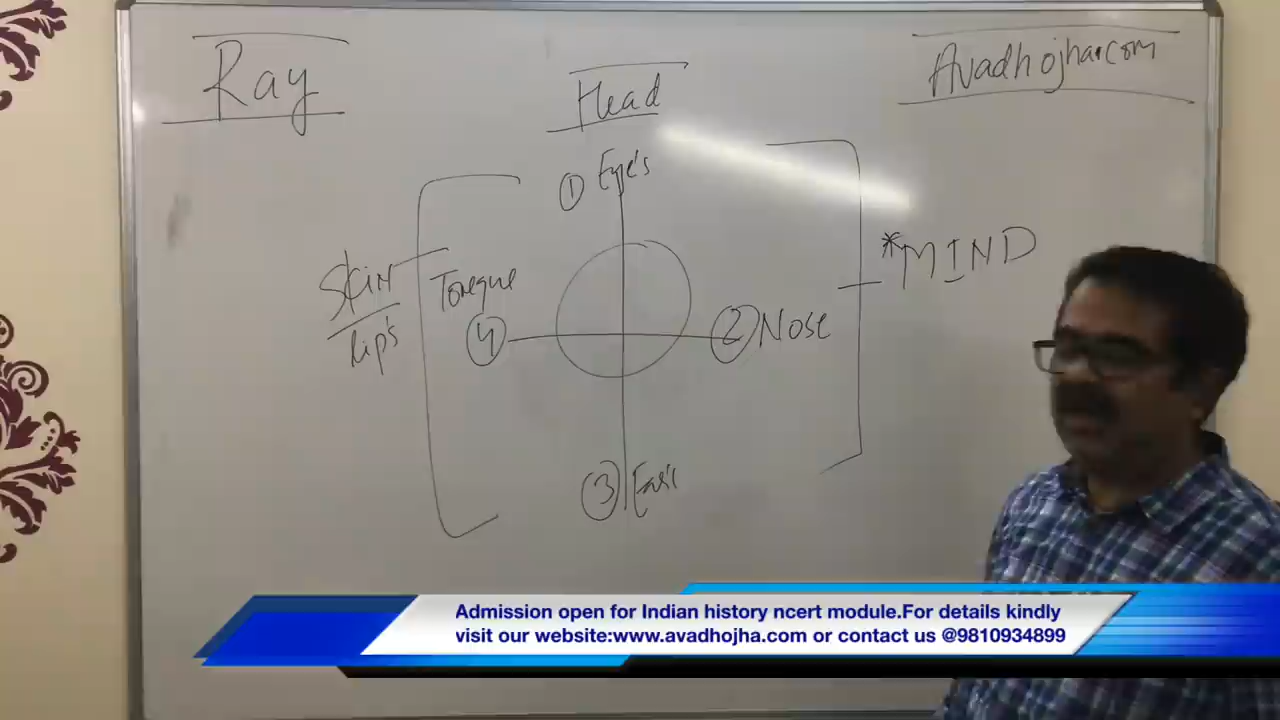 Ray
Head
Avadhojha.com
① Eye's
*MIND
SkiN
Torque
lip's
④
② Nose
③ Ear's
Admission open for Indian history ncert module.For details kindly
visit our website:www.avadhojha.com or contact us @9810934899